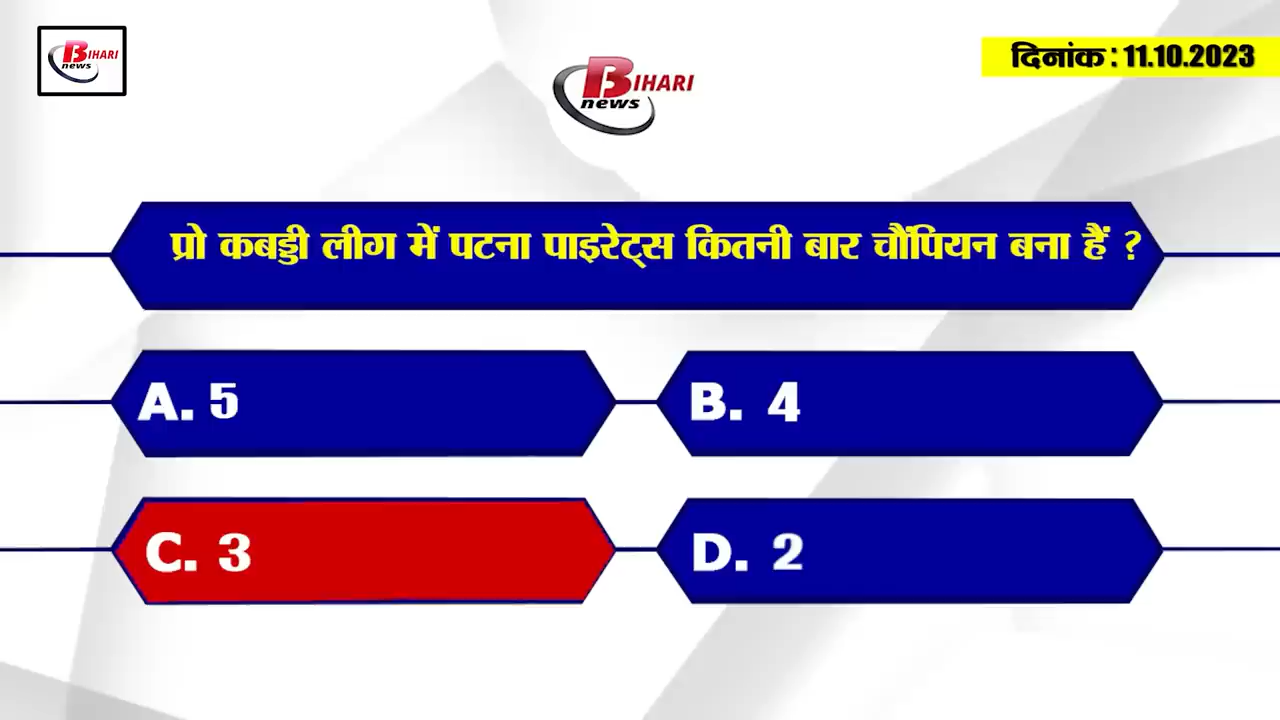 BIHARI
news
BIHARI
news
दिनांक : 11.10.2023
प्रो कबड्डी लीग में पटना पाइरेट्स कितनी बार चौंपियन बना हैं ?
A. 5
B. 4
C. 3
D. 2